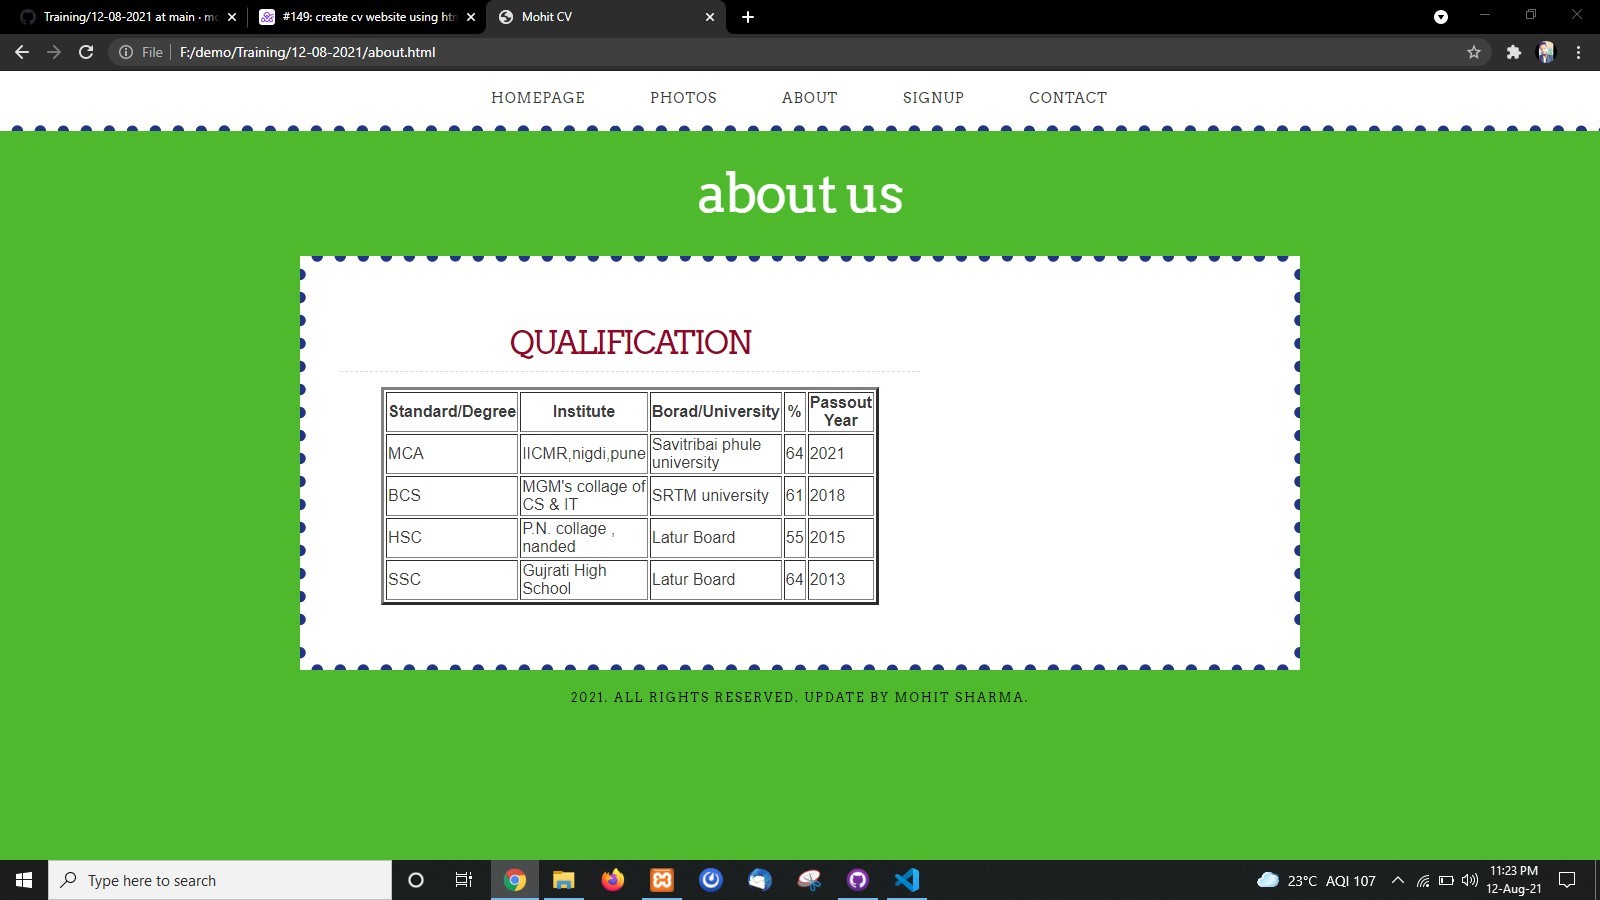 Training/12-08-2021 at main · mo
#149: create cv website using htm
Mohit CV
File
F:/demo/Training/12-08-2021/about.html
HOMEPAGE PHOTOS ABOUT SIGNUP CONTACT
about us
QUALIFICATION
Standard/Degree Institute Borad/University % Passout
Year
MCA IICMR,nigdi,pune Savitribai phule
university 64 2021
BCS MGM's collage of
CS & IT SRTM university 61 2018
HSC P.N. collage ,
nanded Latur Board 55 2015
SSC Gujrati High
School Latur Board 64 2013
2021. ALL RIGHTS RESERVED. UPDATE BY MOHIT SHARMA.
Type here to search
23°C AQI 107
11:23 PM
12-Aug-21